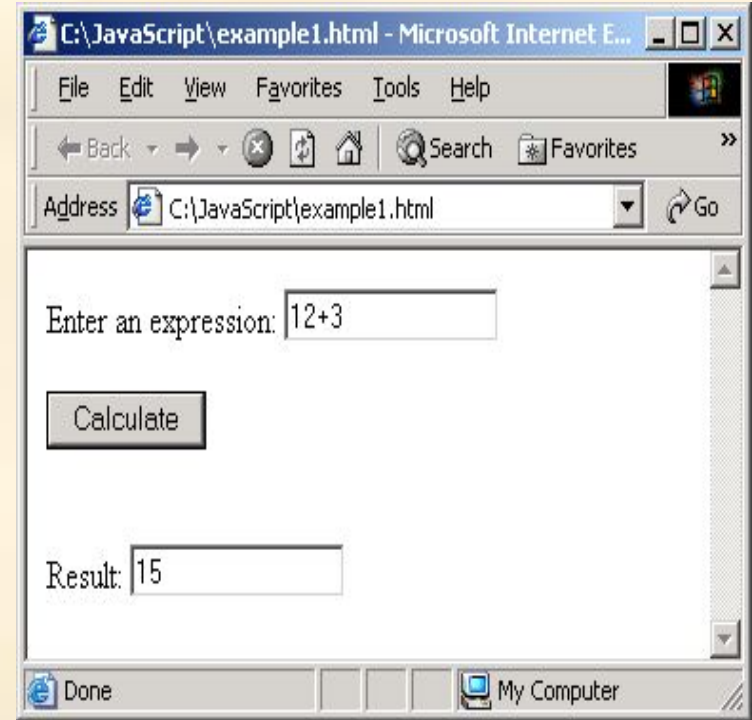 C:\JavaScript\example1.html - Microsoft Internet E...
File Edit View Favorites Tools Help
Back Search Favorites »
Address C:\JavaScript\example1.html Go
Enter an expression: 12+3
Calculate
Result: 15
Done My Computer